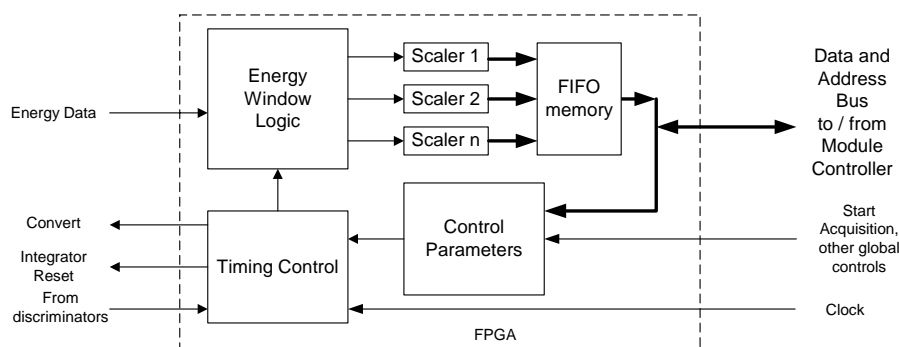 Energy Data
Energy
Window
Logic
Scaler 1
Scaler 2
Scaler n
FIFO
memory
Data and
Address
Bus
to / from
Module
Controller
Convert
Integrator
Reset
From
discriminators
Timing Control
Control
Parameters
Start
Acquisition,
other global
controls
Clock
FPGA